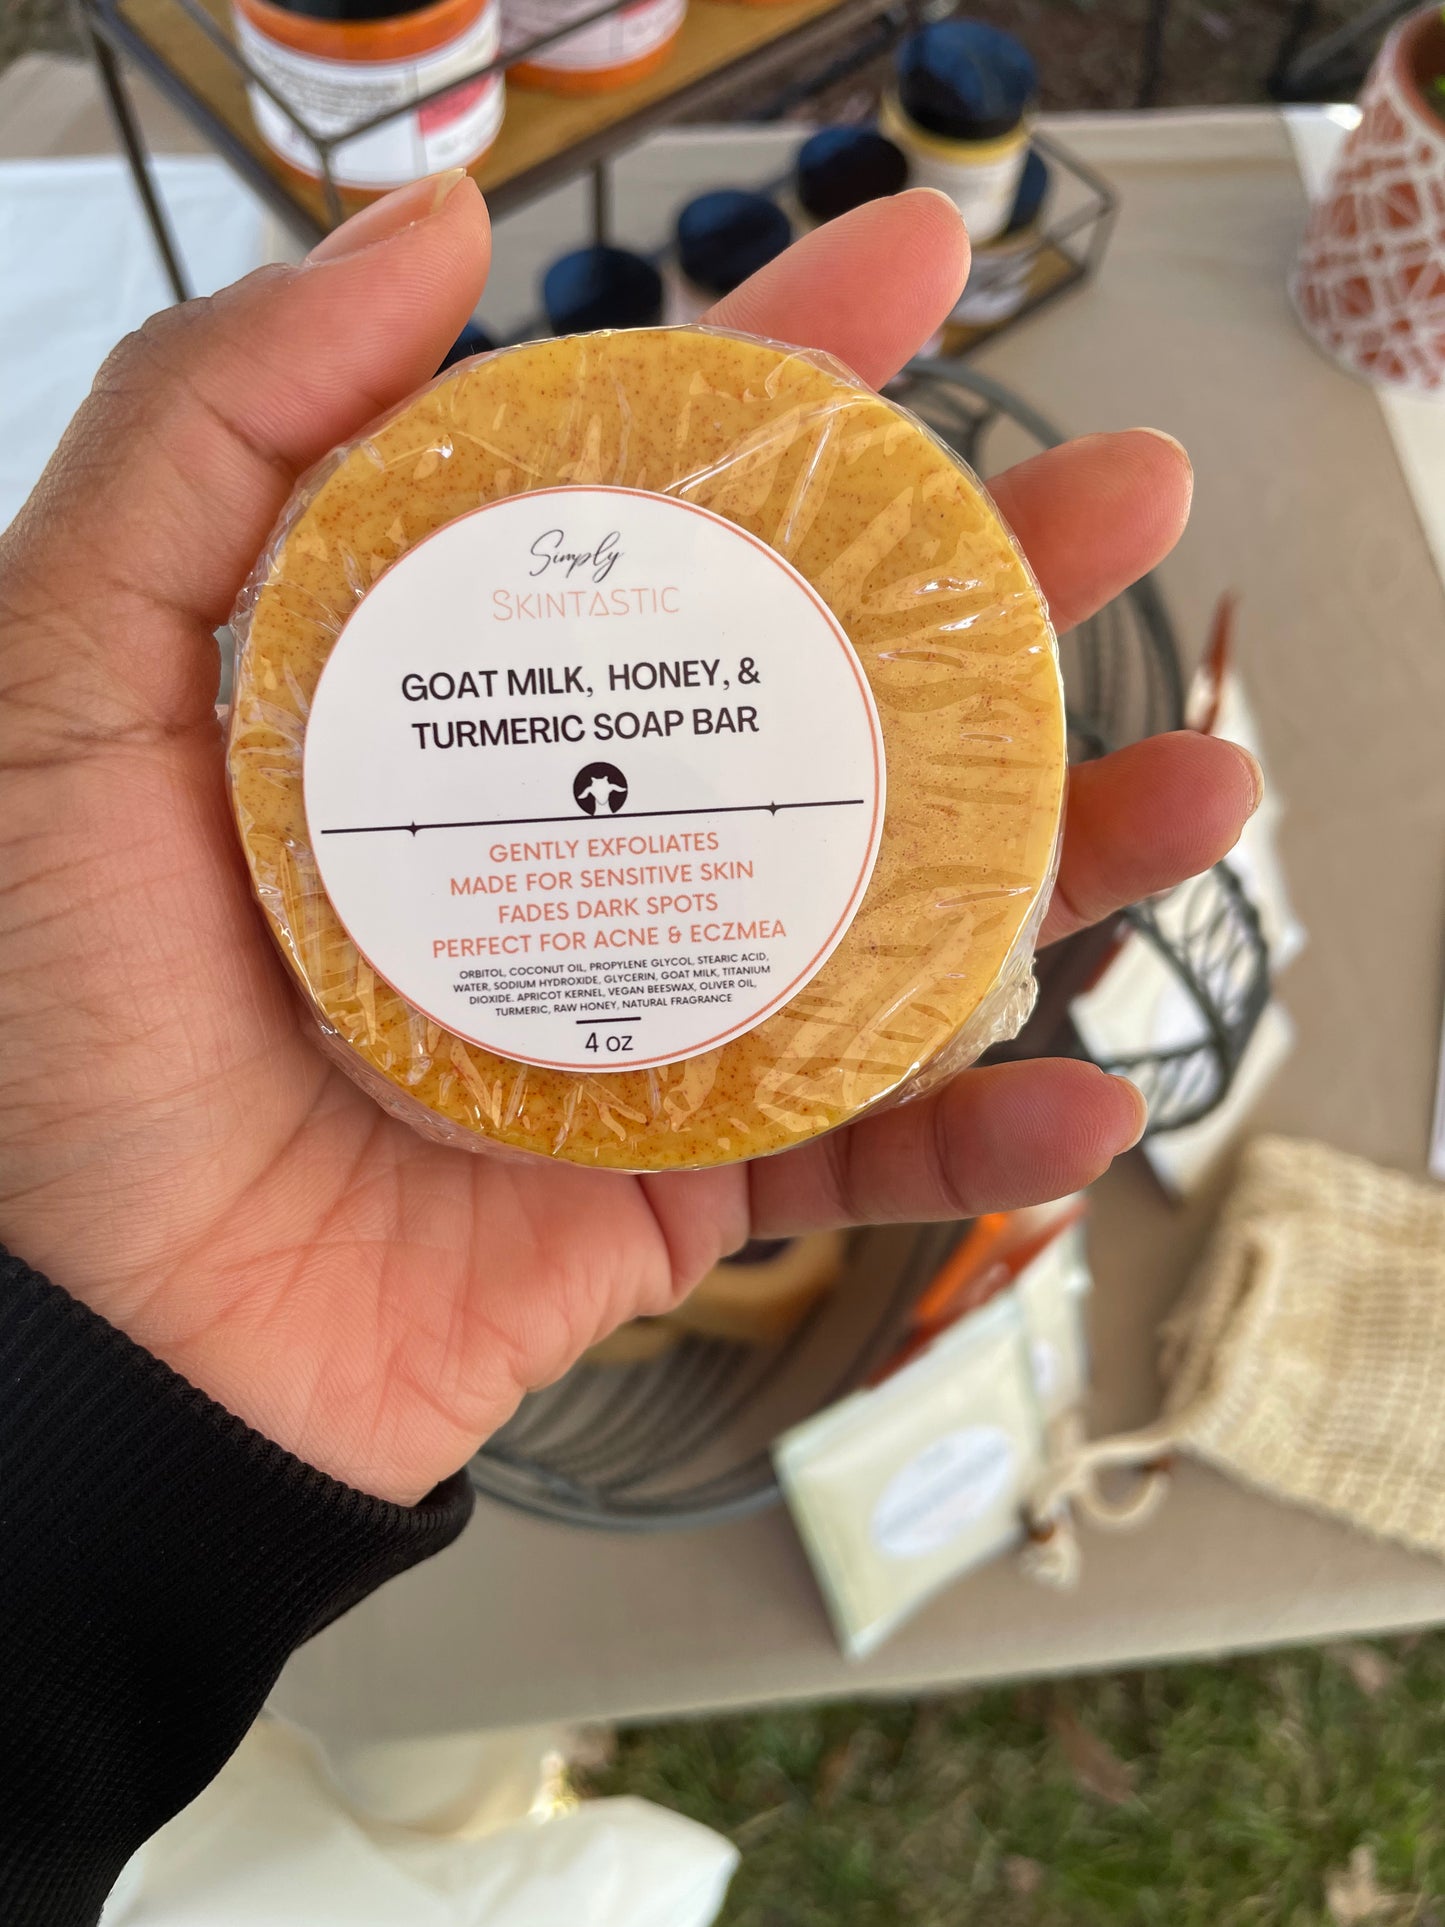 Simply
SKINTASTIC
GOAT MILK, HONEY, &
TURMERIC SOAP BAR
GENTLY EXFOLIATES
MADE FOR SENSITIVE SKIN
FADES DARK SPOTS
PERFECT FOR ACNE & ECZMEA
ORBITOL, COCONUT OIL, PROPYLENE GLYCOL, STEARIC ACID,
WATER, SODIUM HYDROXIDE, GLYCERIN, GOAT MILK, TITANIUM
DIOXIDE. APRICOT KERNEL, VEGAN BEESWAX, OLIVER OIL,
TURMERIC, RAW HONEY, NATURAL FRAGRANCE
4 OZ